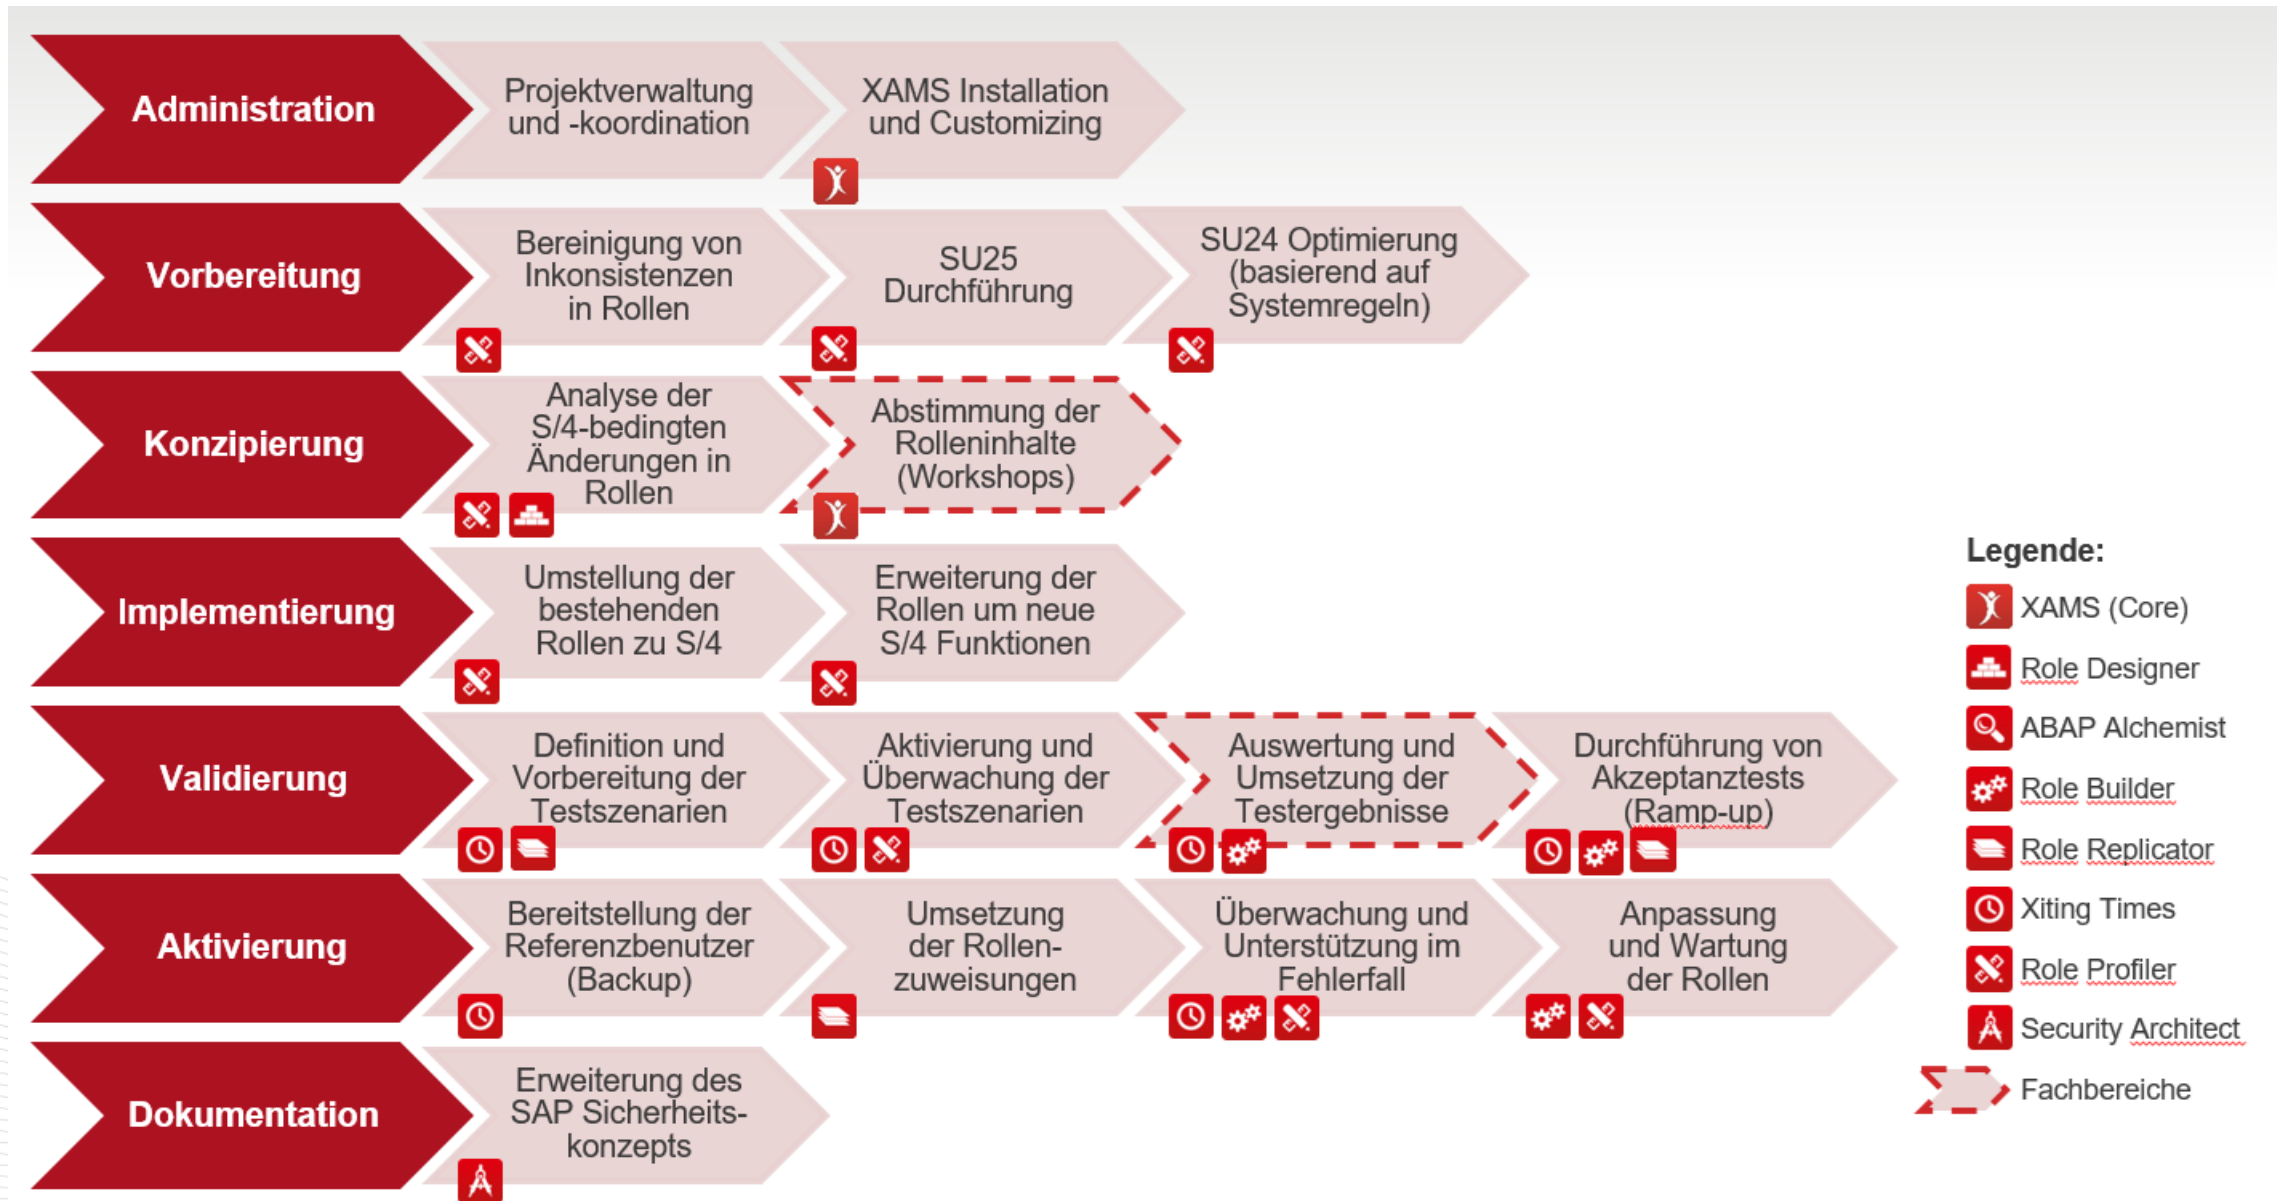 Administration
Projektverwaltung
und -koordination
XAMS Installation
und Customizing
Vorbereitung
Bereinigung von
Inkonsistenzen
in Rollen
SU25
Durchführung
SU24 Optimierung
(basierend auf
Systemregeln)
Konzipierung
Analyse der
S/4-bedingten
Änderungen in
Rollen
Abstimmung der
Rolleninhalte
(Workshops)
Implementierung
Umstellung der
bestehenden
Rollen zu S/4
Erweiterung der
Rollen um neue
S/4 Funktionen
Validierung
Definition und
Vorbereitung der
Testszenarien
Aktivierung und
Überwachung der
Testszenarien
Auswertung und
Umsetzung der
Testergebnisse
Durchführung von
Akzeptanztests
(Ramp-up)
Aktivierung
Bereitstellung der
Referenzbenutzer
(Backup)
Umsetzung
der Rollen-
zuweisungen
Überwachung und
Unterstützung im
Fehlerfall
Anpassung
und Wartung
der Rollen
Dokumentation
Erweiterung des
SAP Sicherheits-
konzepts
Legende:
XAMS (Core)
Role Designer
ABAP Alchemist
Role Builder
Role Replicator
Xiting Times
Role Profiler
Security Architect
Fachbereiche